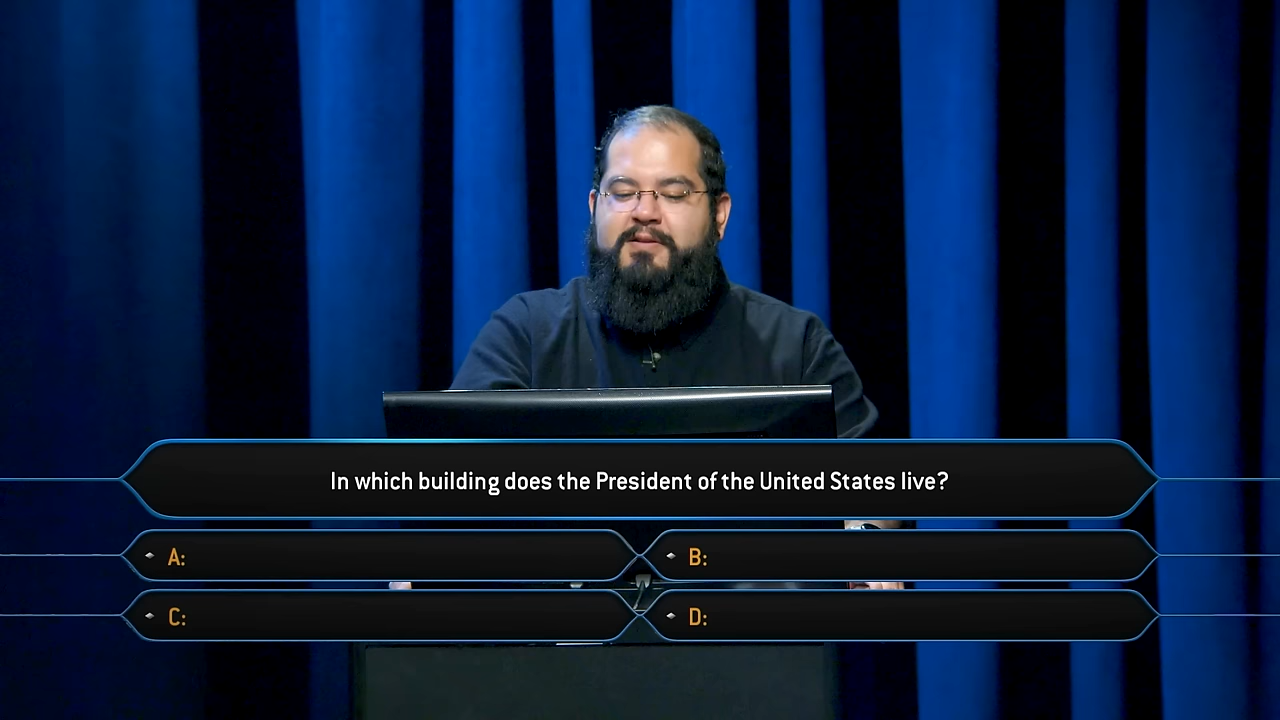 In which building does the President of the United States live?
A:
B:
C:
D: